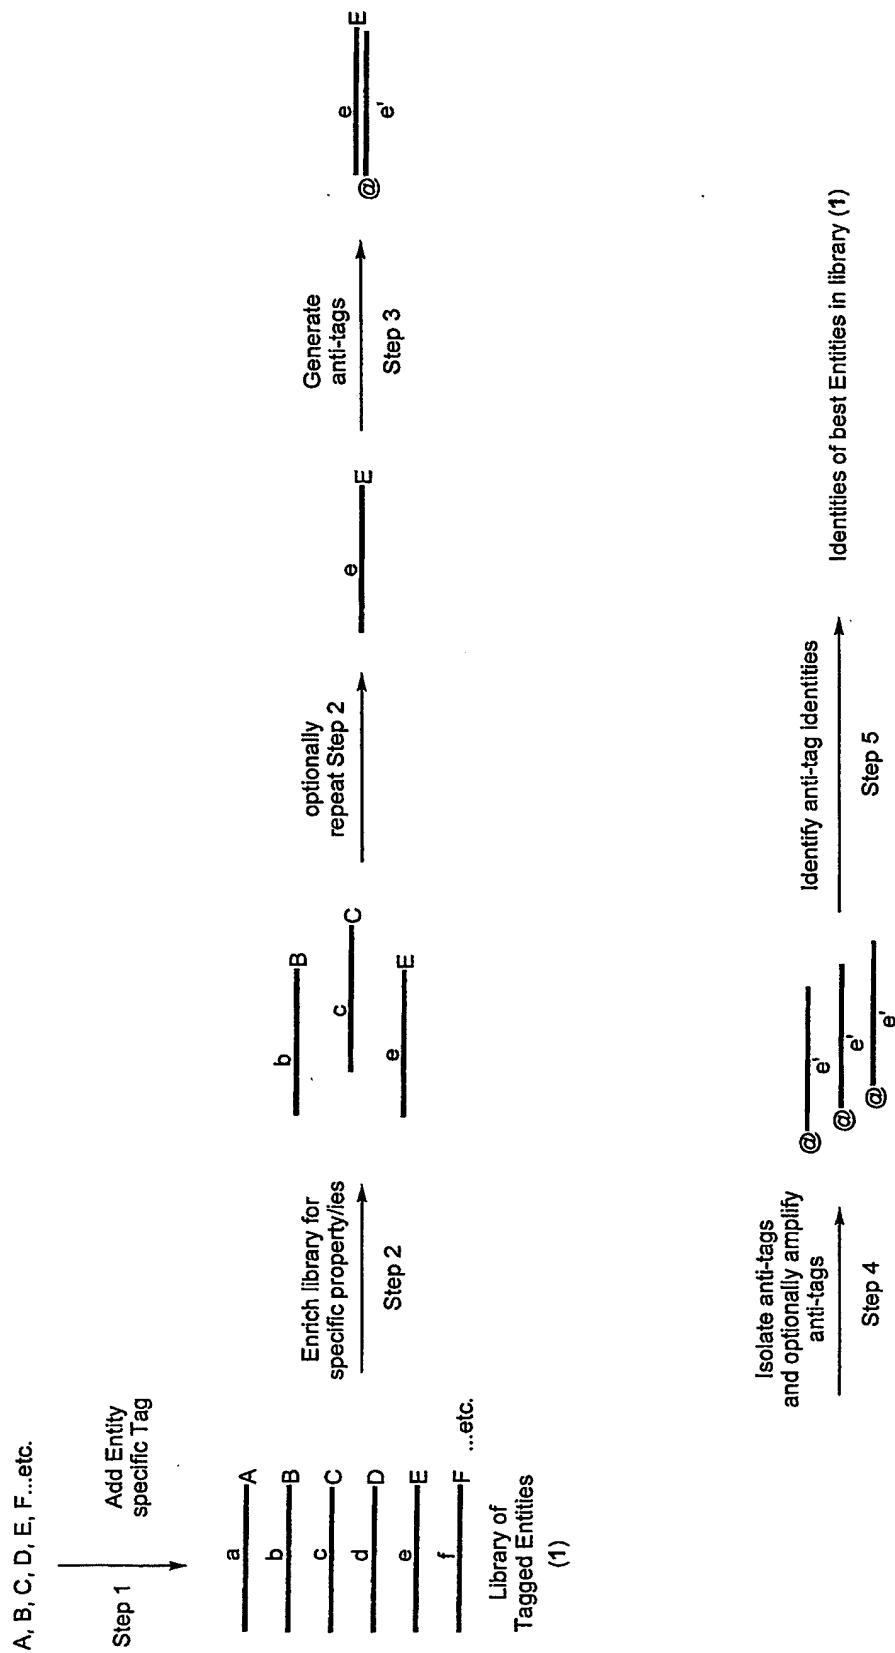 A, B, C, D, E, F...etc.
Step 1
Add Entity
specific Tag
a
A
b
B
c
C
d
D
e
E
f
F
...etc.
Library of
Tagged Entities
(1)
Enrich library for
specific property/ies
Step 2
b
B
c
C
e
E
optionally
repeat Step 2
e
E
Generate
anti-tags
Step 3
e
E
@
e'
Isolate anti-tags
and optionally amplify
anti-tags
Step 4
@
e'
@
e'
@
e'
Identify anti-tag identities
Step 5
Identities of best Entities in library (1)